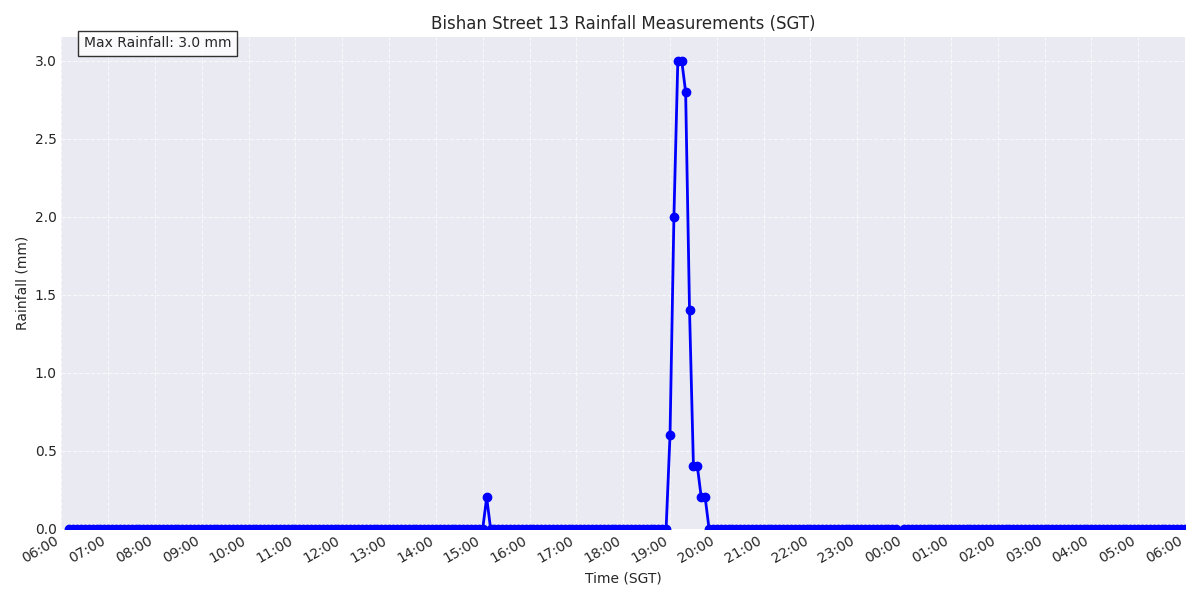 Bishan Street 13 Rainfall Measurements (SGT)
Max Rainfall: 3.0 mm
3.0
2.5
2.0
1.5
1.0
0.5
0.0
Rainfall (mm)
06:00 07:00 08:00 09:00 10:00 11:00 12:00 13:00 14:00 15:00 16:00 17:00 18:00 19:00 20:00 21:00 22:00 23:00 00:00 01:00 02:00 03:00 04:00 05:00 06:00
Time (SGT)